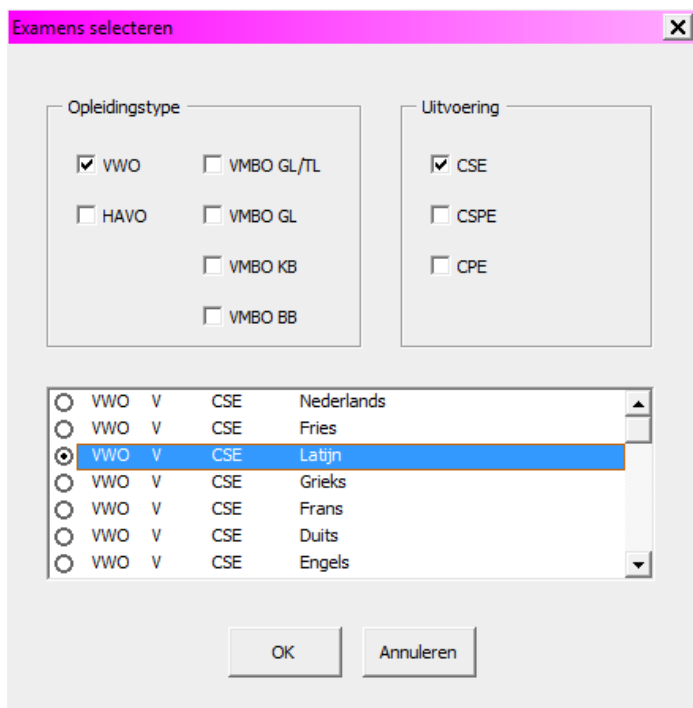 Examens selecteren
Opleidingstype
Uitvoering
VWO VMBO GL/TL CSE
HAVO VMBO GL CSPE
VMBO KB CPE
VMBO BB
VWO V CSE Nederlands
VWO V CSE Fries
VWO V CSE Latijn
VWO V CSE Grieks
VWO V CSE Frans
VWO V CSE Duits
VWO V CSE Engels
OK Annuleren